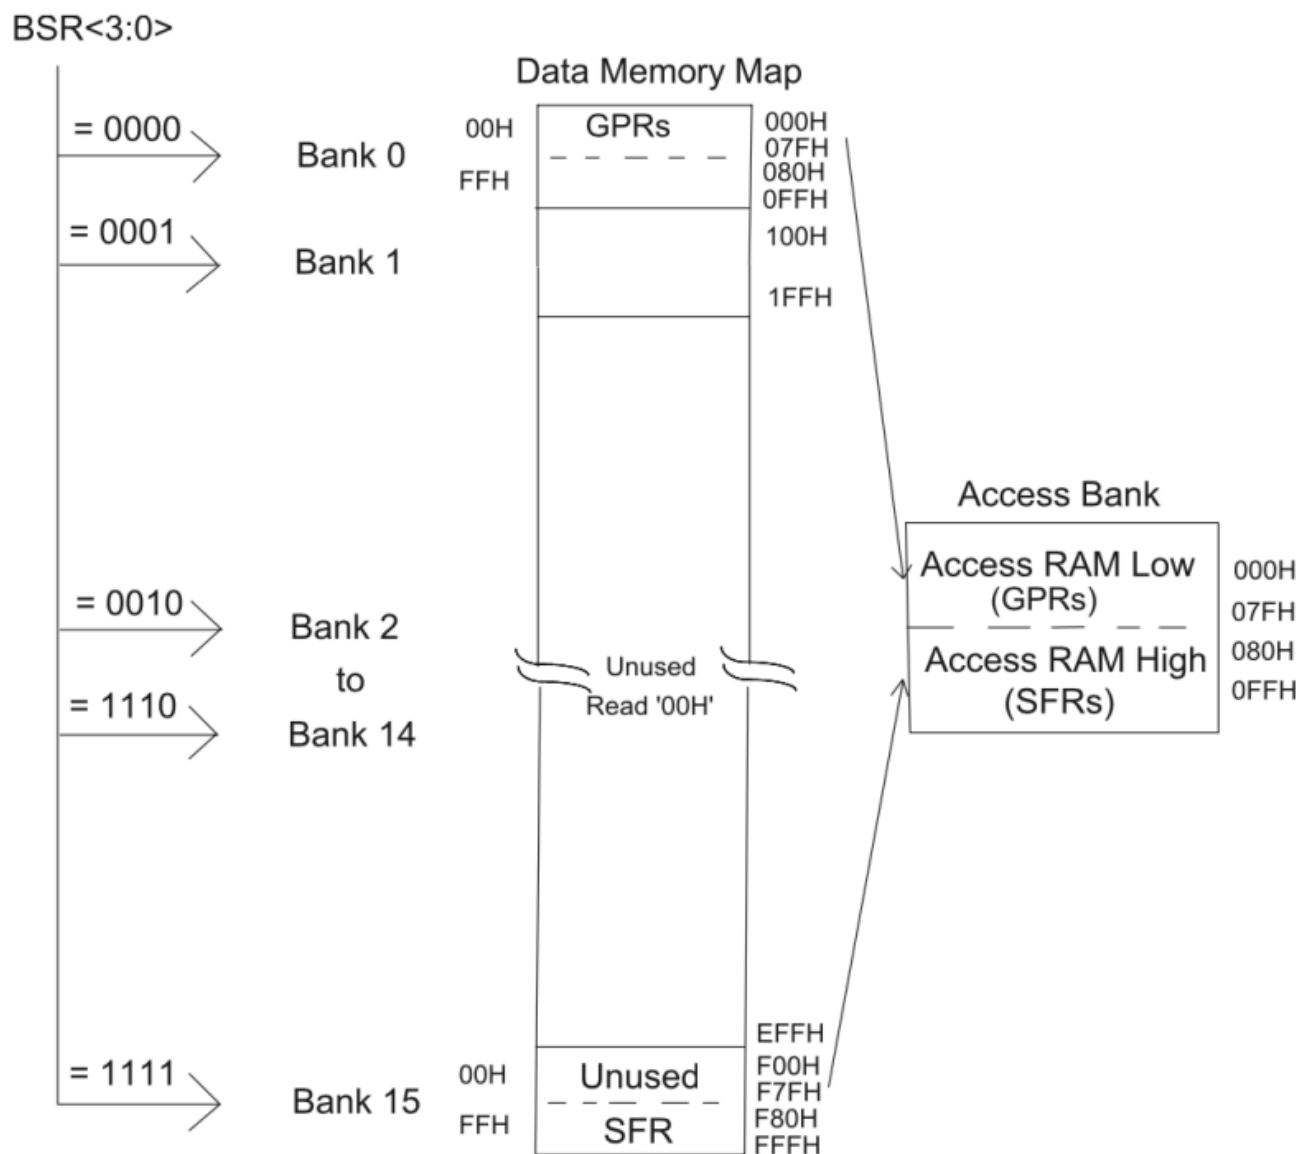 BSR<3:0>
Data Memory Map
= 0000
Bank 0
00H
FFH
GPRs
000H
07FH
080H
0FFH
= 0001
Bank 1
100H
1FFH
Access Bank
Access RAM Low
(GPRs)
000H
07FH
Access RAM High
(SFRs)
080H
0FFH
= 0010
Bank 2
to
= 1110
Bank 14
Unused
Read '00H'
EFFH
= 1111
Bank 15
00H
FFH
Unused
SFR
F00H
F7FH
F80H
FFFH